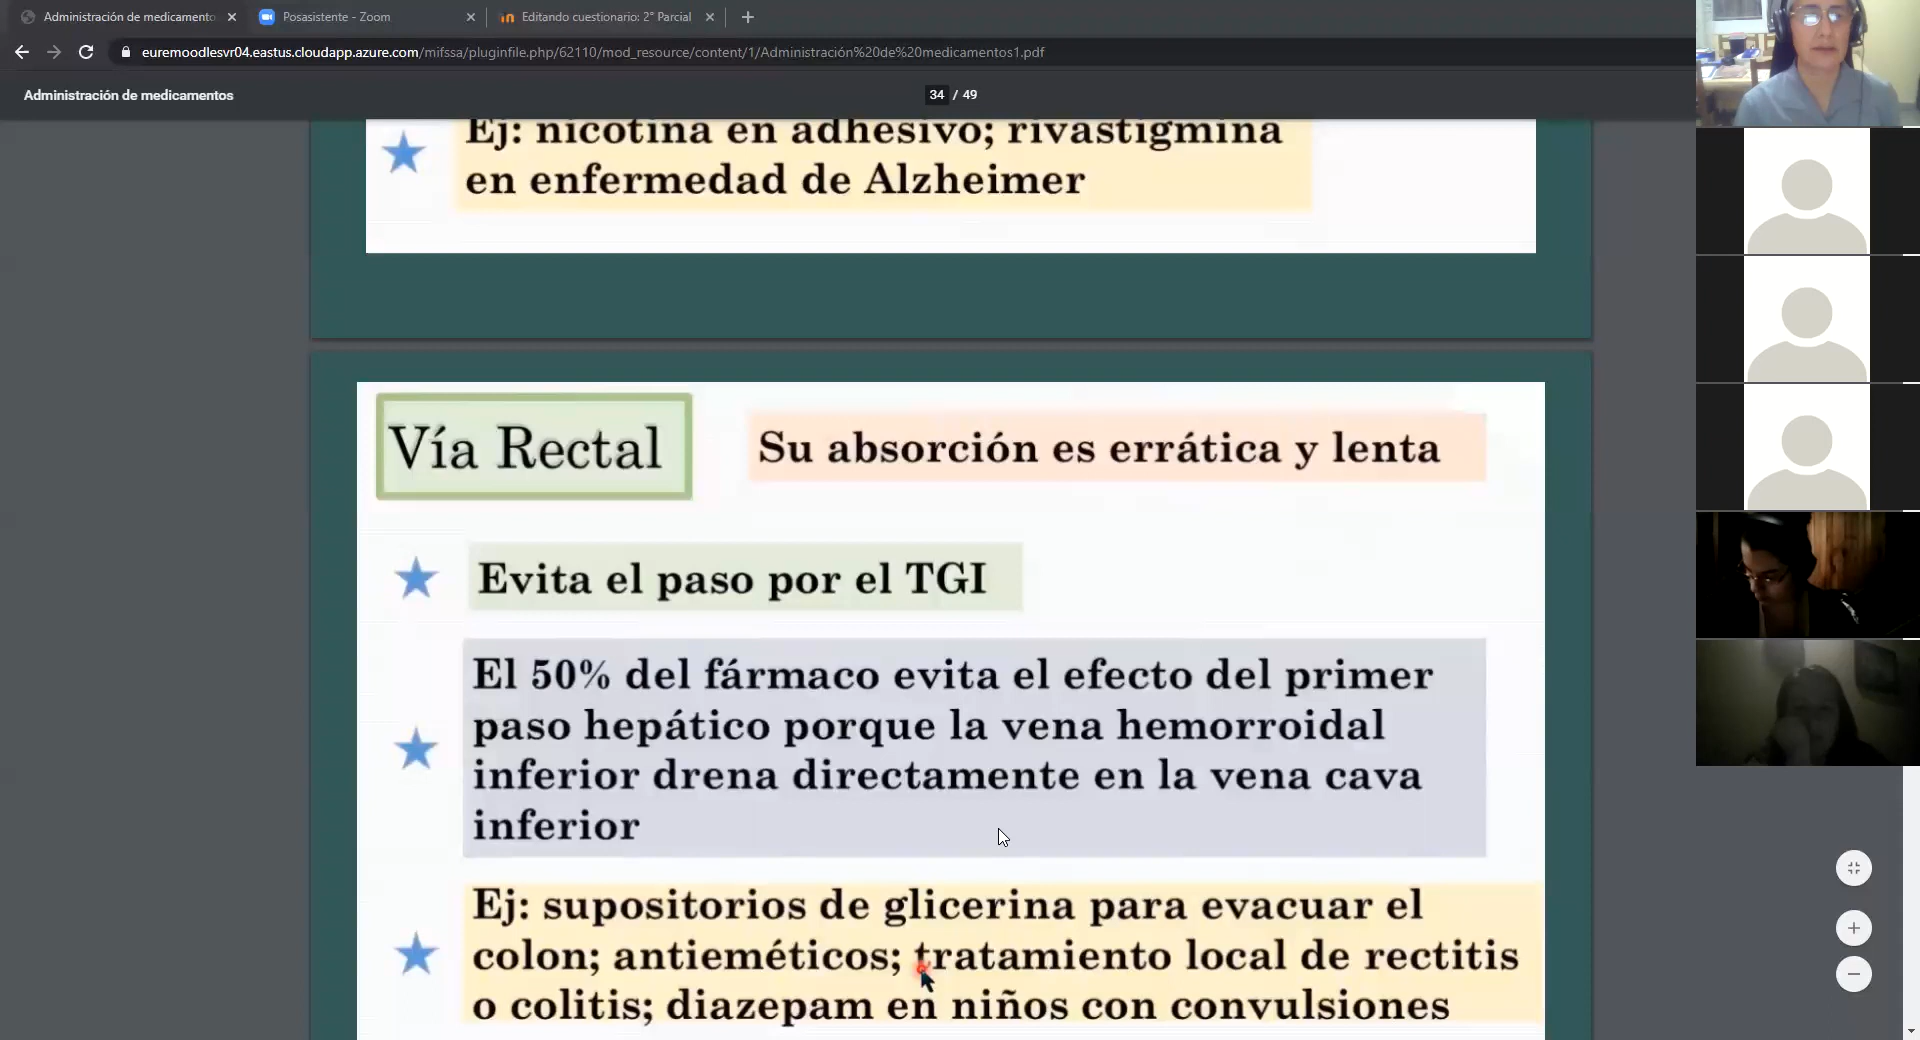 Administración de medicamento
Posasistente - Zoom
Editando cuestionario: 2° Parcial
euremoodlesvr04.eastus.cloudapp.azure.com/mifssa/pluginfile.php/62110/mod_resource/content/1/Administración%20de%20medicamentos1.pdf
Administración de medicamentos
34 / 49
Ej: nicotina en adhesivo; rivastigmina
en enfermedad de Alzheimer
Vía Rectal
Su absorción es errática y lenta
Evita el paso por el TGI
El 50% del fármaco evita el efecto del primer
paso hepático porque la vena hemorroidal
inferior drena directamente en la vena cava
inferior
Ej: supositorios de glicerina para evacuar el
colon; antieméticos; tratamiento local de rectitis
o colitis; diazepam en niños con convulsiones